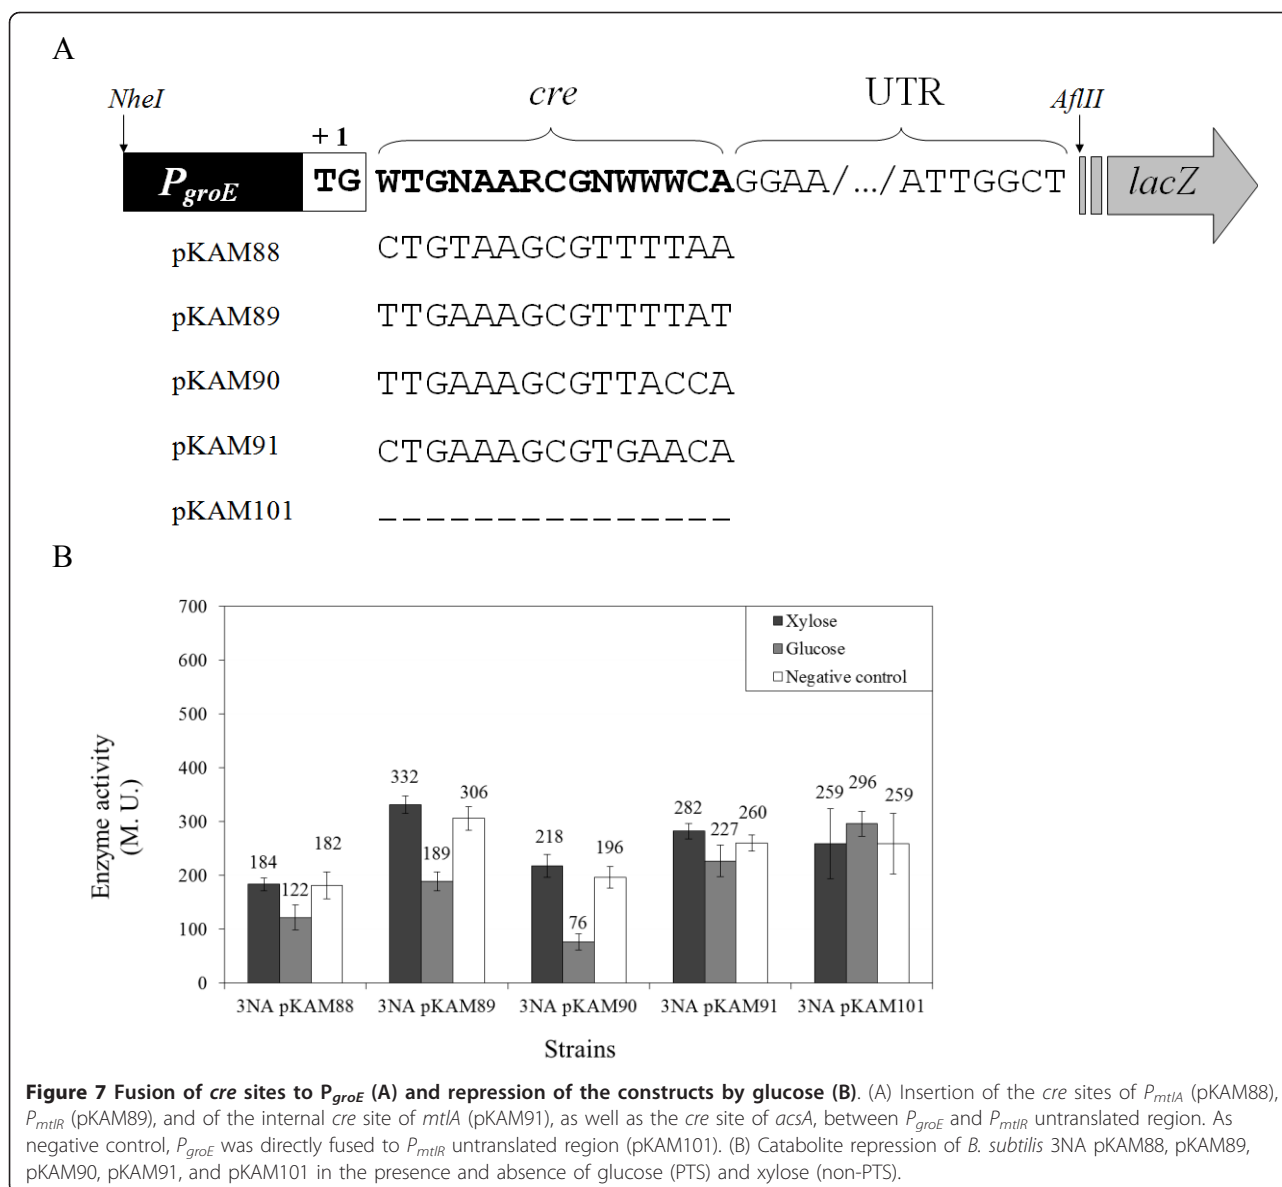 A
NheI
cre
UTR
AflII
+ 1
PgroE TG WTGNAARCGNWWWCAGGAA/.../ATTGGCT lacZ
pKAM88 CTGTAAGCGTTTTAA
pKAM89 TTGAAAGCGTTTTAT
pKAM90 TTGAAAGCGTTACCA
pKAM91 CTGAAAGCGTGAACA
pKAM101 _ _ _ _ _ _ _ _ _ _ _ _ _ _ _
B
700
600
500
400
300
200
100
0
Enzyme activity
(M. U.)
Xylose
Glucose
Negative control
184 122 182
332 189 306
218 76 196
282 227 260
259 296 259
3NA pKAM88 3NA pKAM89 3NA pKAM90 3NA pKAM91 3NA pKAM101
Strains
Figure 7 Fusion of cre sites to PgroE (A) and repression of the constructs by glucose (B). (A) Insertion of the cre sites of PmtlA (pKAM88),
PmtlR (pKAM89), and of the internal cre site of mtlA (pKAM91), as well as the cre site of acsA, between PgroE and PmtlR untranslated region. As
negative control, PgroE was directly fused to PmtlR untranslated region (pKAM101). (B) Catabolite repression of B. subtilis 3NA pKAM88, pKAM89,
pKAM90, pKAM91, and pKAM101 in the presence and absence of glucose (PTS) and xylose (non-PTS).